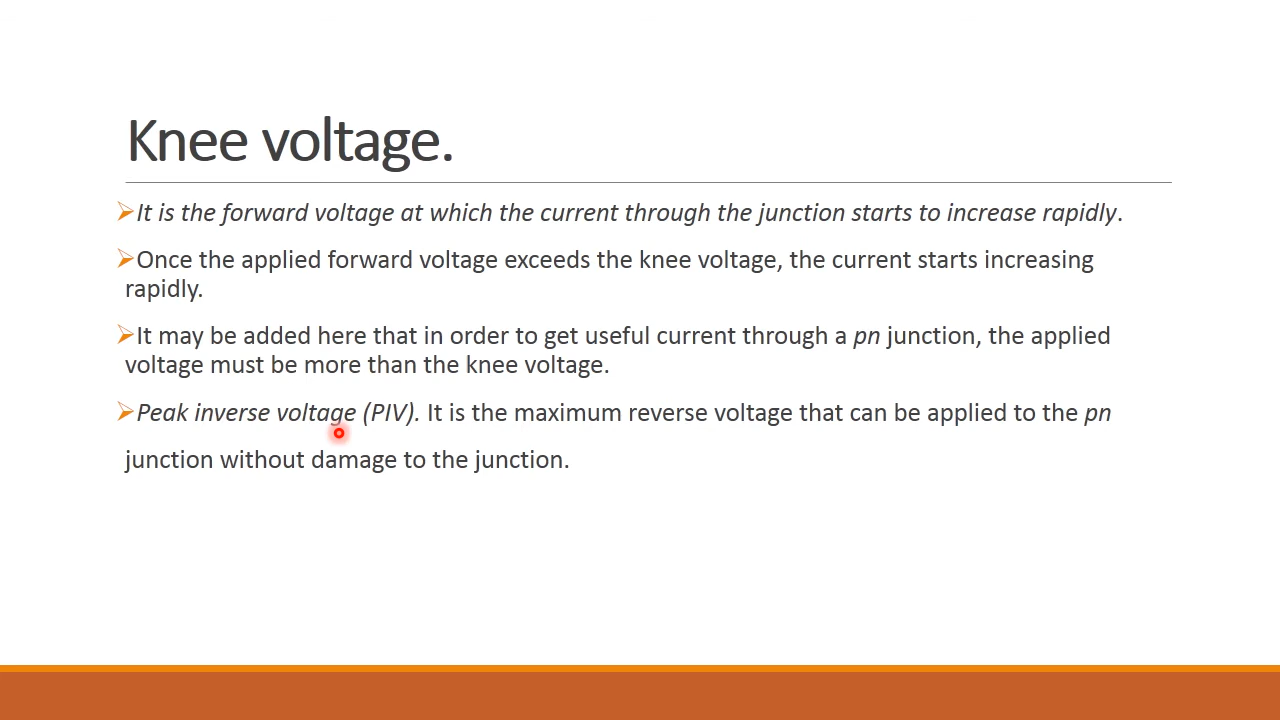 Knee voltage.
It is the forward voltage at which the current through the junction starts to increase rapidly.
Once the applied forward voltage exceeds the knee voltage, the current starts increasing
rapidly.
It may be added here that in order to get useful current through a pn junction, the applied
voltage must be more than the knee voltage.
Peak inverse voltage (PIV). It is the maximum reverse voltage that can be applied to the pn
junction without damage to the junction.